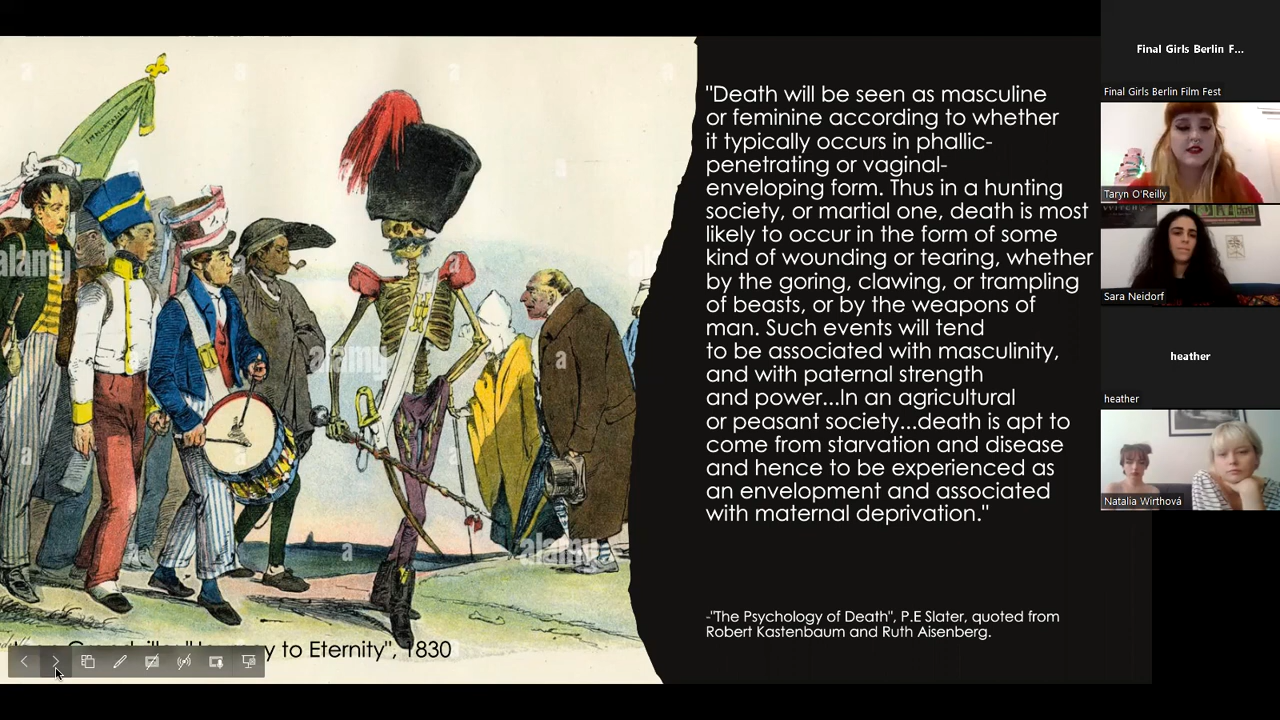 "Death will be seen as masculine
or feminine according to whether
it typically occurs in phallic-
penetrating or vaginal-
enveloping form. Thus in a hunting
society, or martial one, death is most
likely to occur in the form of some
kind of wounding or tearing, whether
by the goring, clawing, or trampling
of beasts, or by the weapons of
man. Such events will tend
to be associated with masculinity,
and with paternal strength
and power...In an agricultural
or peasant society...death is apt to
come from starvation and disease
and hence to be experienced as
an envelopment and associated
with maternal deprivation."
-"The Psychology of Death", P.E Slater, quoted from
Robert Kastenbaum and Ruth Aisenberg.
to Eternity", 1830
alamy
alamy
alamy
a
a
a
a
a
Final Girls Berlin F...
Final Girls Berlin Film Fest
Taryn O'Reilly
Sara Neidorf
heather
heather
Natalia Wirthová